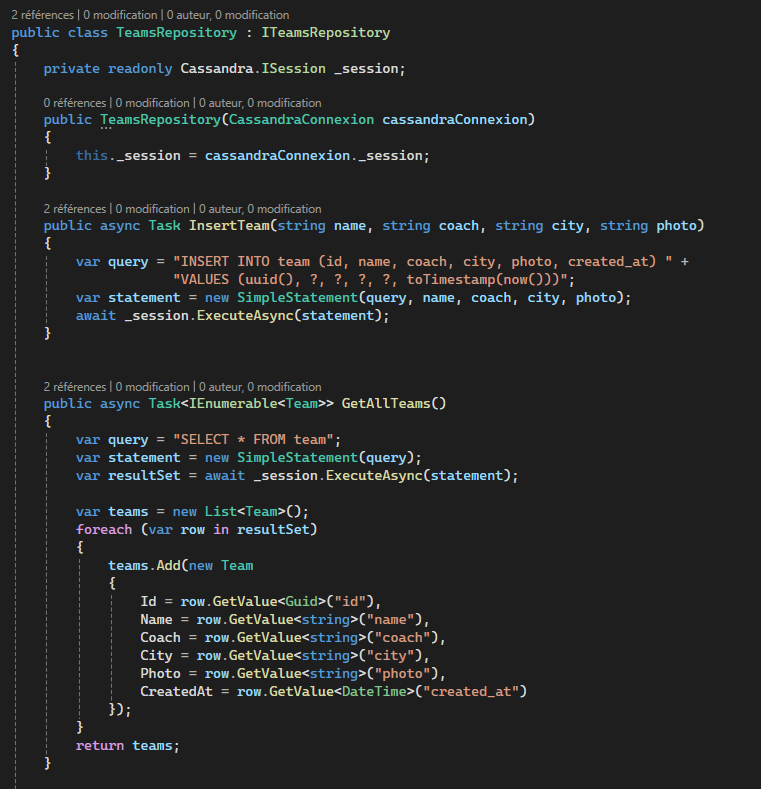 2 références | 0 modification | 0 auteur, 0 modification
public class TeamsRepository : ITeamsRepository
{
    private readonly Cassandra.ISession _session;

    0 références | 0 modification | 0 auteur, 0 modification
    public TeamsRepository(CassandraConnexion cassandraConnexion)
    {
        this._session = cassandraConnexion._session;
    }

    2 références | 0 modification | 0 auteur, 0 modification
    public async Task InsertTeam(string name, string coach, string city, string photo)
    {
        var query = "INSERT INTO team (id, name, coach, city, photo, created_at) " +
                    "VALUES (uuid(), ?, ?, ?, ?, toTimestamp(now()))";
        var statement = new SimpleStatement(query, name, coach, city, photo);
        await _session.ExecuteAsync(statement);
    }

    2 références | 0 modification | 0 auteur, 0 modification
    public async Task<IEnumerable<Team>> GetAllTeams()
    {
        var query = "SELECT * FROM team";
        var statement = new SimpleStatement(query);
        var resultSet = await _session.ExecuteAsync(statement);

        var teams = new List<Team>();
        foreach (var row in resultSet)
        {
            teams.Add(new Team
            {
                Id = row.GetValue<Guid>("id"),
                Name = row.GetValue<string>("name"),
                Coach = row.GetValue<string>("coach"),
                City = row.GetValue<string>("city"),
                Photo = row.GetValue<string>("photo"),
                CreatedAt = row.GetValue<DateTime>("created_at")
            });
        }
        return teams;
    }